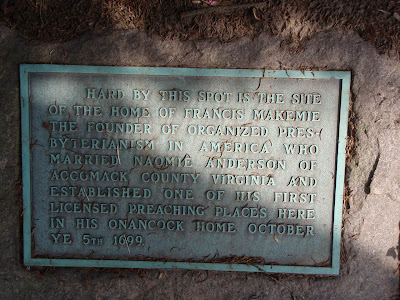 HARD BY THIS SPOT IS THE SITE
OF THE HOME OF FRANCIS MAKEMIE
THE FOUNDER OF ORGANIZED PRES-
BYTERIANISM IN AMERICA WHO
MARRIED NAOMIE ANDERSON OF
ACCOMACK COUNTY VIRGINIA AND
ESTABLISHED ONE OF HIS FIRST
LICENSED PREACHING PLACES HERE
IN HIS ONANCOCK HOME OCTOBER
YE 5TH 1699.